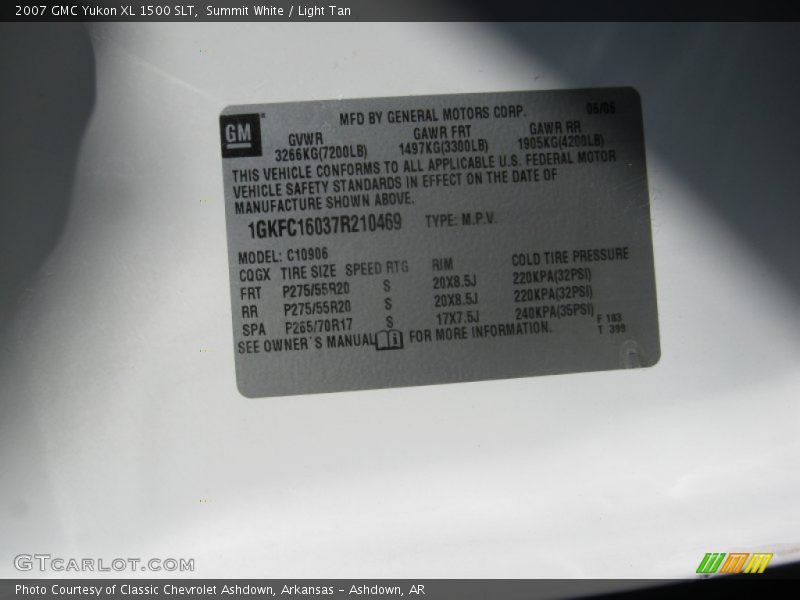 2007 GMC Yukon XL 1500 SLT, Summit White / Light Tan
GM
MFD BY GENERAL MOTORS CORP. 06/06
GVWR GAWR FRT GAWR RR
3266KG(7200LB) 1497KG(3300LB) 1905KG(4200LB)
THIS VEHICLE CONFORMS TO ALL APPLICABLE U.S. FEDERAL MOTOR
VEHICLE SAFETY STANDARDS IN EFFECT ON THE DATE OF
MANUFACTURE SHOWN ABOVE.
1GKFC16037R210469 TYPE: M.P.V.
MODEL: C10906
CQGX TIRE SIZE SPEED RTG RIM COLD TIRE PRESSURE
FRT P275/55R20 S 20X8.5J 220KPA(32PSI)
RR P275/55R20 S 20X8.5J 220KPA(32PSI)
SPA P265/70R17 S 17X7.5J 240KPA(35PSI)
F 183
T 399
SEE OWNER'S MANUAL i FOR MORE INFORMATION.
GTCARLOT.COM
Photo Courtesy of Classic Chevrolet Ashdown, Arkansas - Ashdown, AR